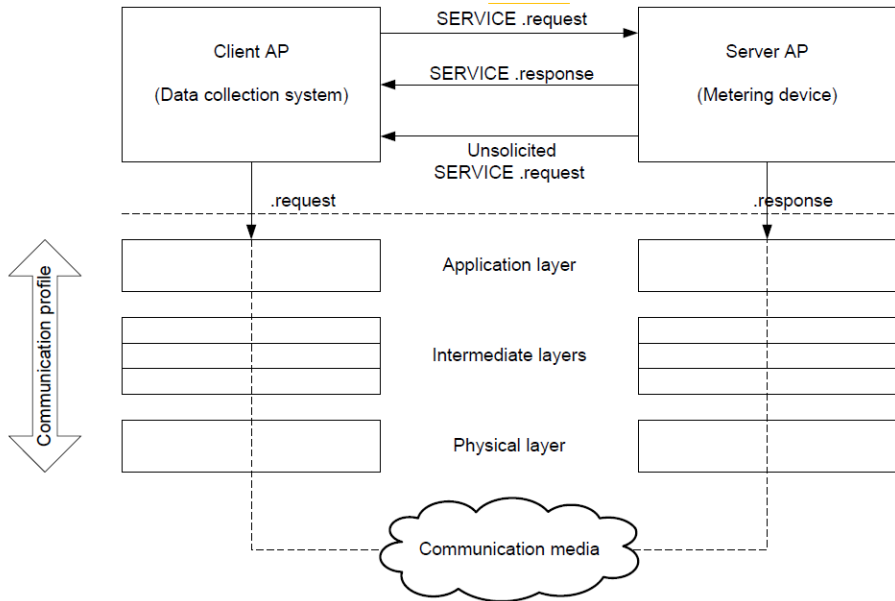 SERVICE .request
Client AP
(Data collection system)
Server AP
(Metering device)
SERVICE .response
Unsolicited
SERVICE .request
.request
.response
Communication profile
Application layer
Intermediate layers
Physical layer
Communication media